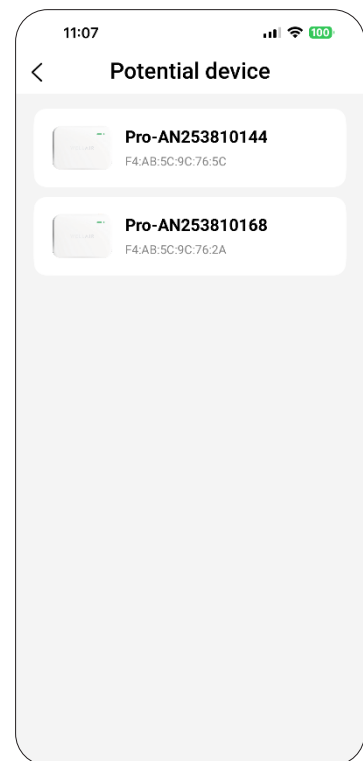 11:07
100
Potential device
Pro-AN253810144
F4:AB:5C:9C:76:5C
Pro-AN253810168
F4:AB:5C:9C:76:2A